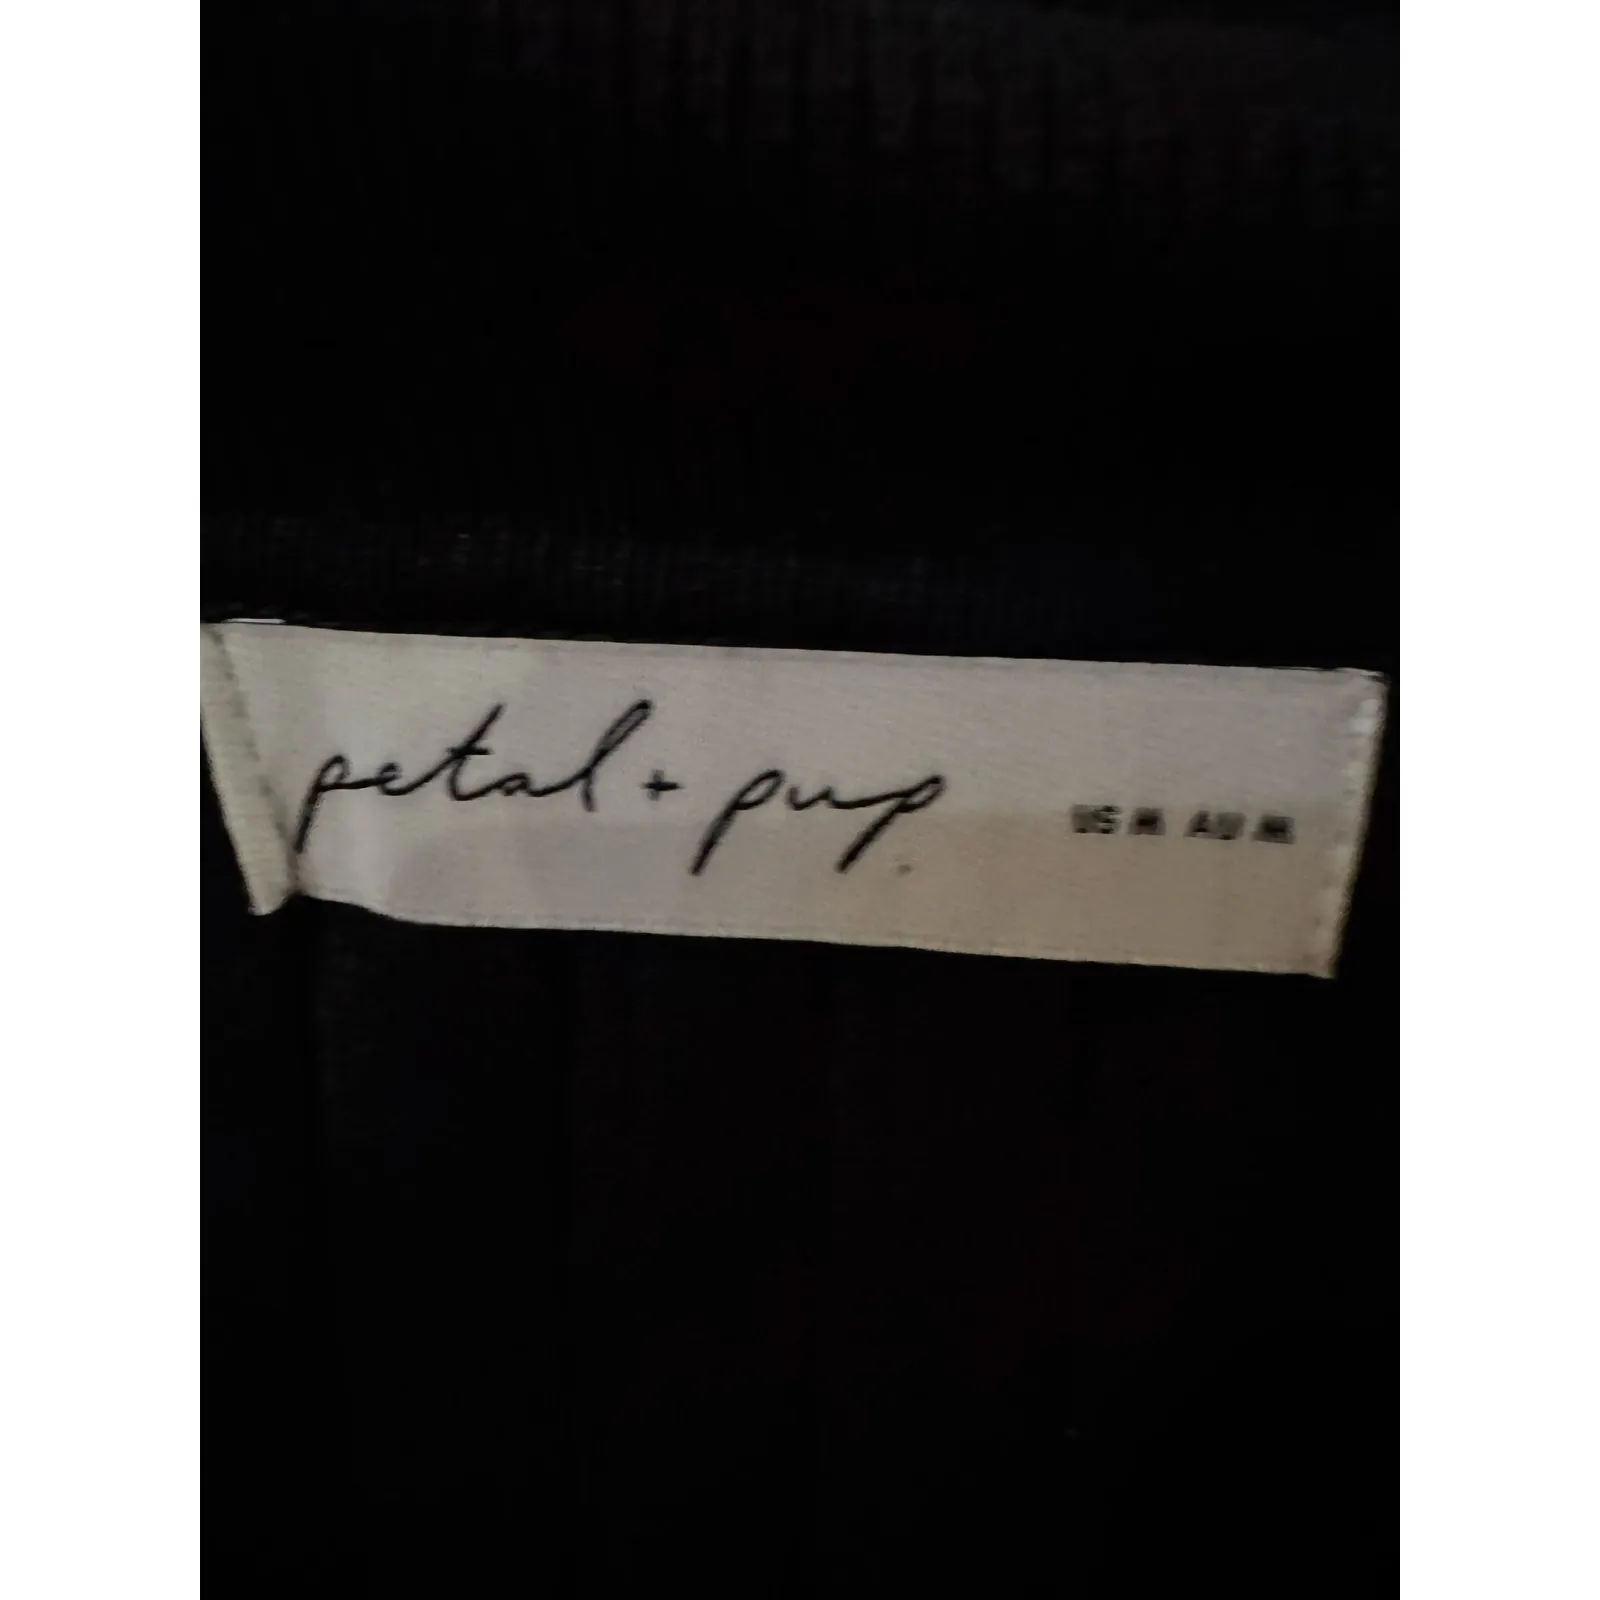 petal + pup.
US M AU M